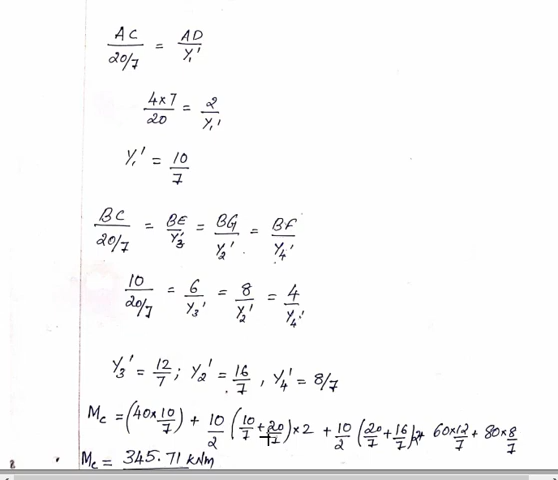 AC/(20/7) = AD/Y₁'
(4×7)/20 = 2/Y₁'
Y₁' = 10/7
BC/(20/7) = BE/Y₃' = BG/Y₂' = BF/Y₄'
10/(20/7) = 6/Y₃' = 8/Y₂' = 4/Y₄'
Y₃' = 12/7 ; Y₂' = 16/7 , Y₄' = 8/7
M_c = (40×10/7) + 10/2 (10/7 + 20/7) × 2 + 10/2 (20/7 + 16/7) 2 + 60×12/7 + 80×8/7
M_c = 345.71 kNm